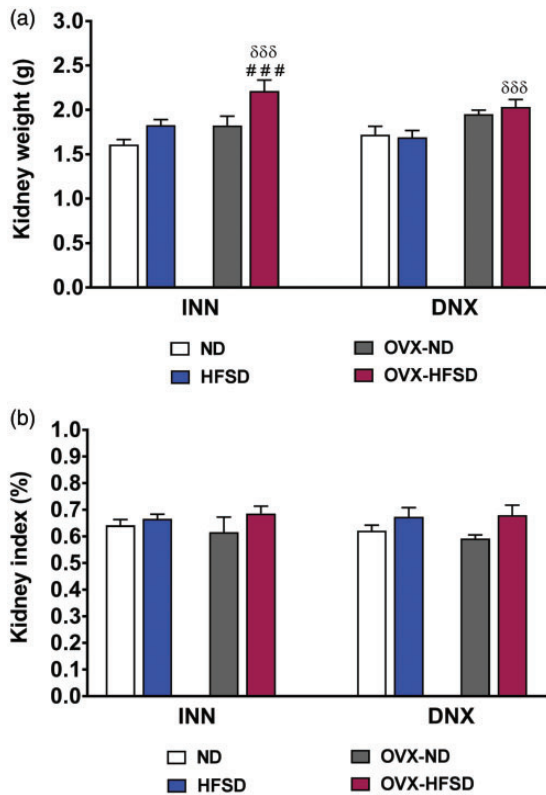 (a)
Kidney weight (g)
3.0
2.5
2.0
1.5
1.0
0.5
0.0
δδδ
###
δδδ
INN DNX
ND OVX-ND
HFSD OVX-HFSD
(b)
Kidney index (%)
1.0
0.9
0.8
0.7
0.6
0.5
0.4
0.3
0.2
0.1
0.0
INN DNX
ND OVX-ND
HFSD OVX-HFSD